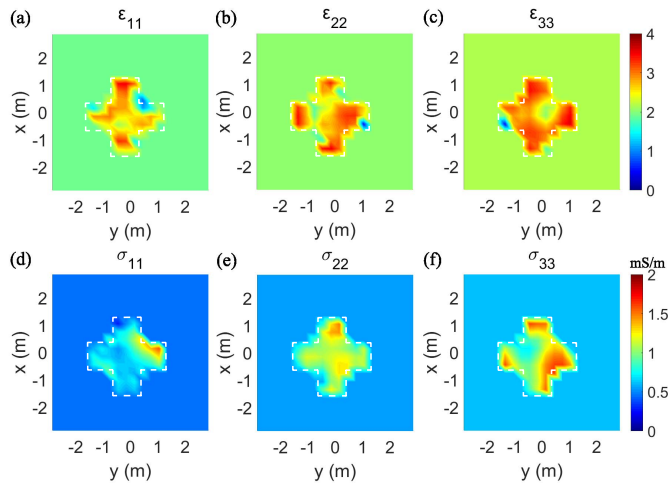 (a) ε11 (b) ε22 (c) ε33
x (m) 2 1 0 -1 -2
x (m) 2 1 0 -1 -2
x (m) 2 1 0 -1 -2
4 3 2 1 0
-2 -1 0 1 2 -2 -1 0 1 2 -2 -1 0 1 2
y (m) y (m) y (m)
(d) σ11 (e) σ22 (f) σ33 mS/m
x (m) 2 1 0 -1 -2
x (m) 2 1 0 -1 -2
x (m) 2 1 0 -1 -2
2 1.5 1 0.5 0
-2 -1 0 1 2 -2 -1 0 1 2 -2 -1 0 1 2
y (m) y (m) y (m)